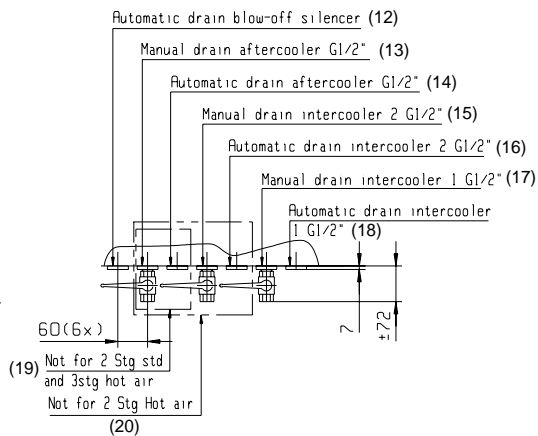 Automatic drain blow-off silencer (12)
Manual drain aftercooler G1/2" (13)
Automatic drain aftercooler G1/2" (14)
Manual drain intercooler 2 G1/2" (15)
Automatic drain intercooler 2 G1/2" (16)
Manual drain intercooler 1 G1/2" (17)
Automatic drain intercooler
1 G1/2" (18)
60(6x)
7
±72
(19) Not for 2 Stg std
and 3stg hot air
Not for 2 Stg Hot air
(20)